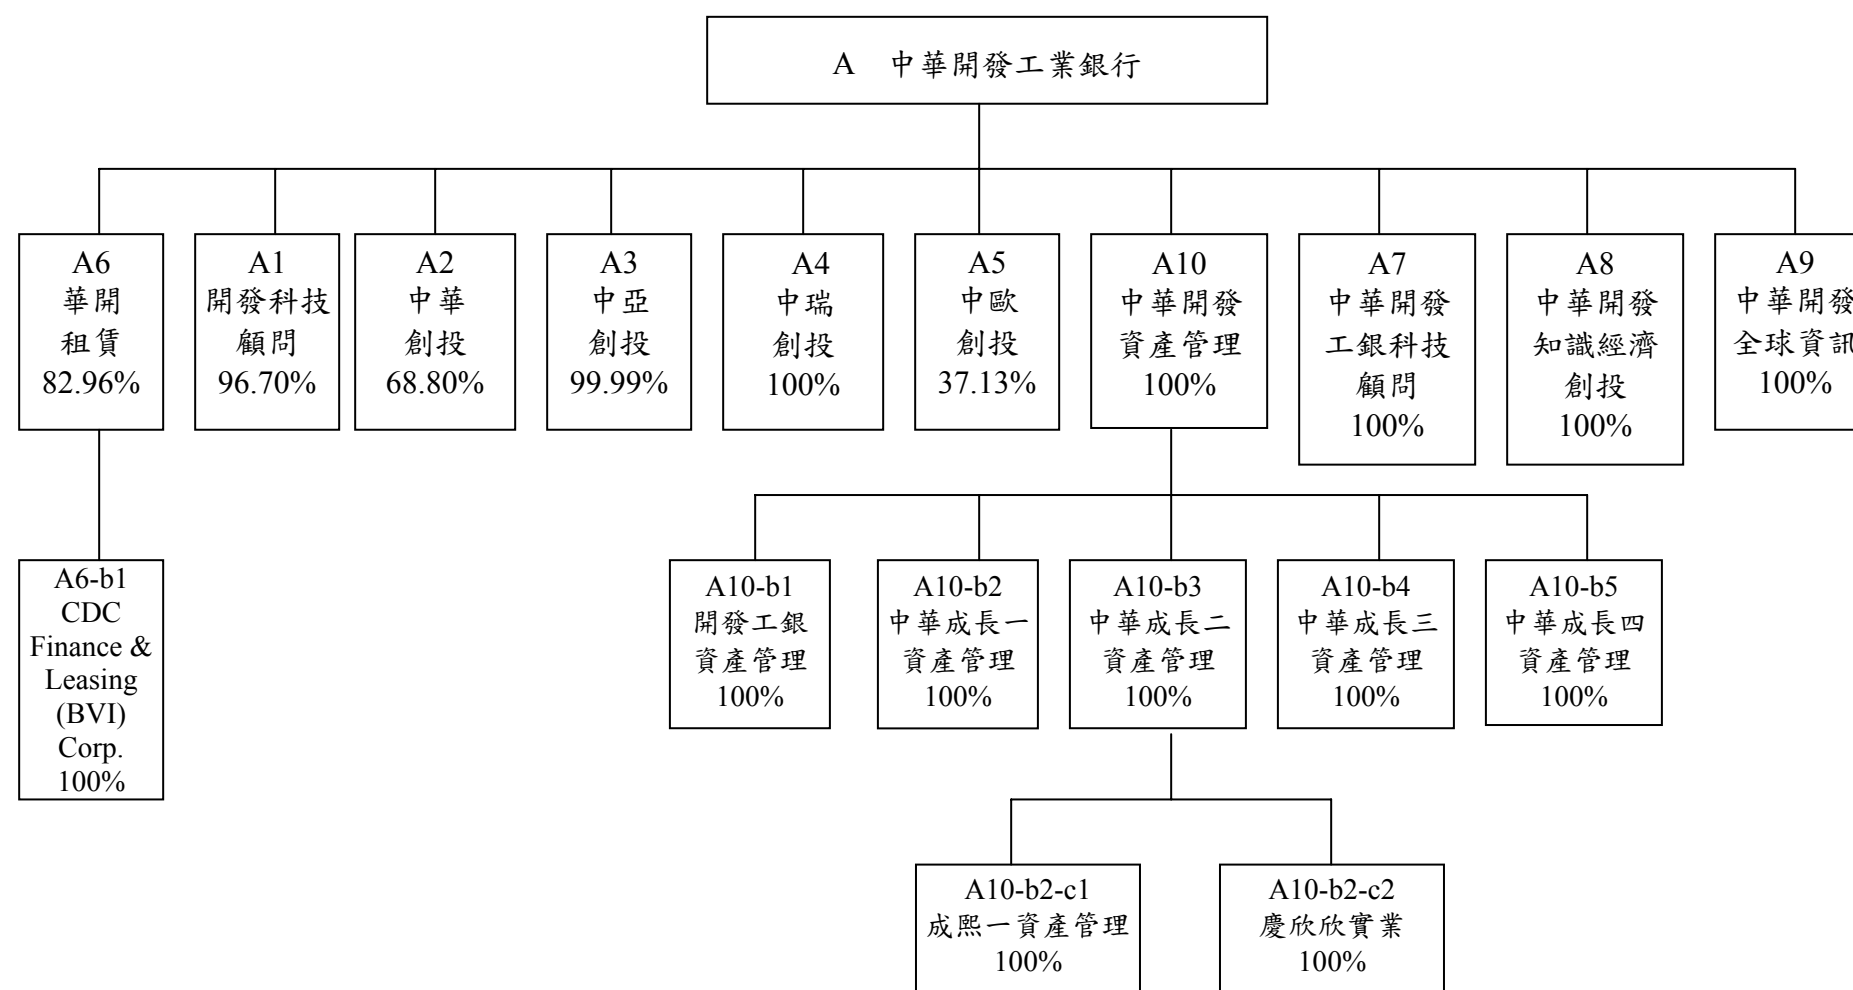 A 中華開發工業銀行
A6
華開
租賃
82.96%
A1
開發科技
顧問
96.70%
A2
中華
創投
68.80%
A3
中亞
創投
99.99%
A4
中瑞
創投
100%
A5
中歐
創投
37.13%
A10
中華開發
資產管理
100%
A7
中華開發
工銀科技
顧問
100%
A8
中華開發
知識經濟
創投
100%
A9
中華開發
全球資訊
100%
A6-b1
CDC
Finance &
Leasing
(BVI)
Corp.
100%
A10-b1
開發工銀
資產管理
100%
A10-b2
中華成長一
資產管理
100%
A10-b3
中華成長二
資產管理
100%
A10-b4
中華成長三
資產管理
100%
A10-b5
中華成長四
資產管理
100%
A10-b2-c1
成熙一資產管理
100%
A10-b2-c2
慶欣欣實業
100%